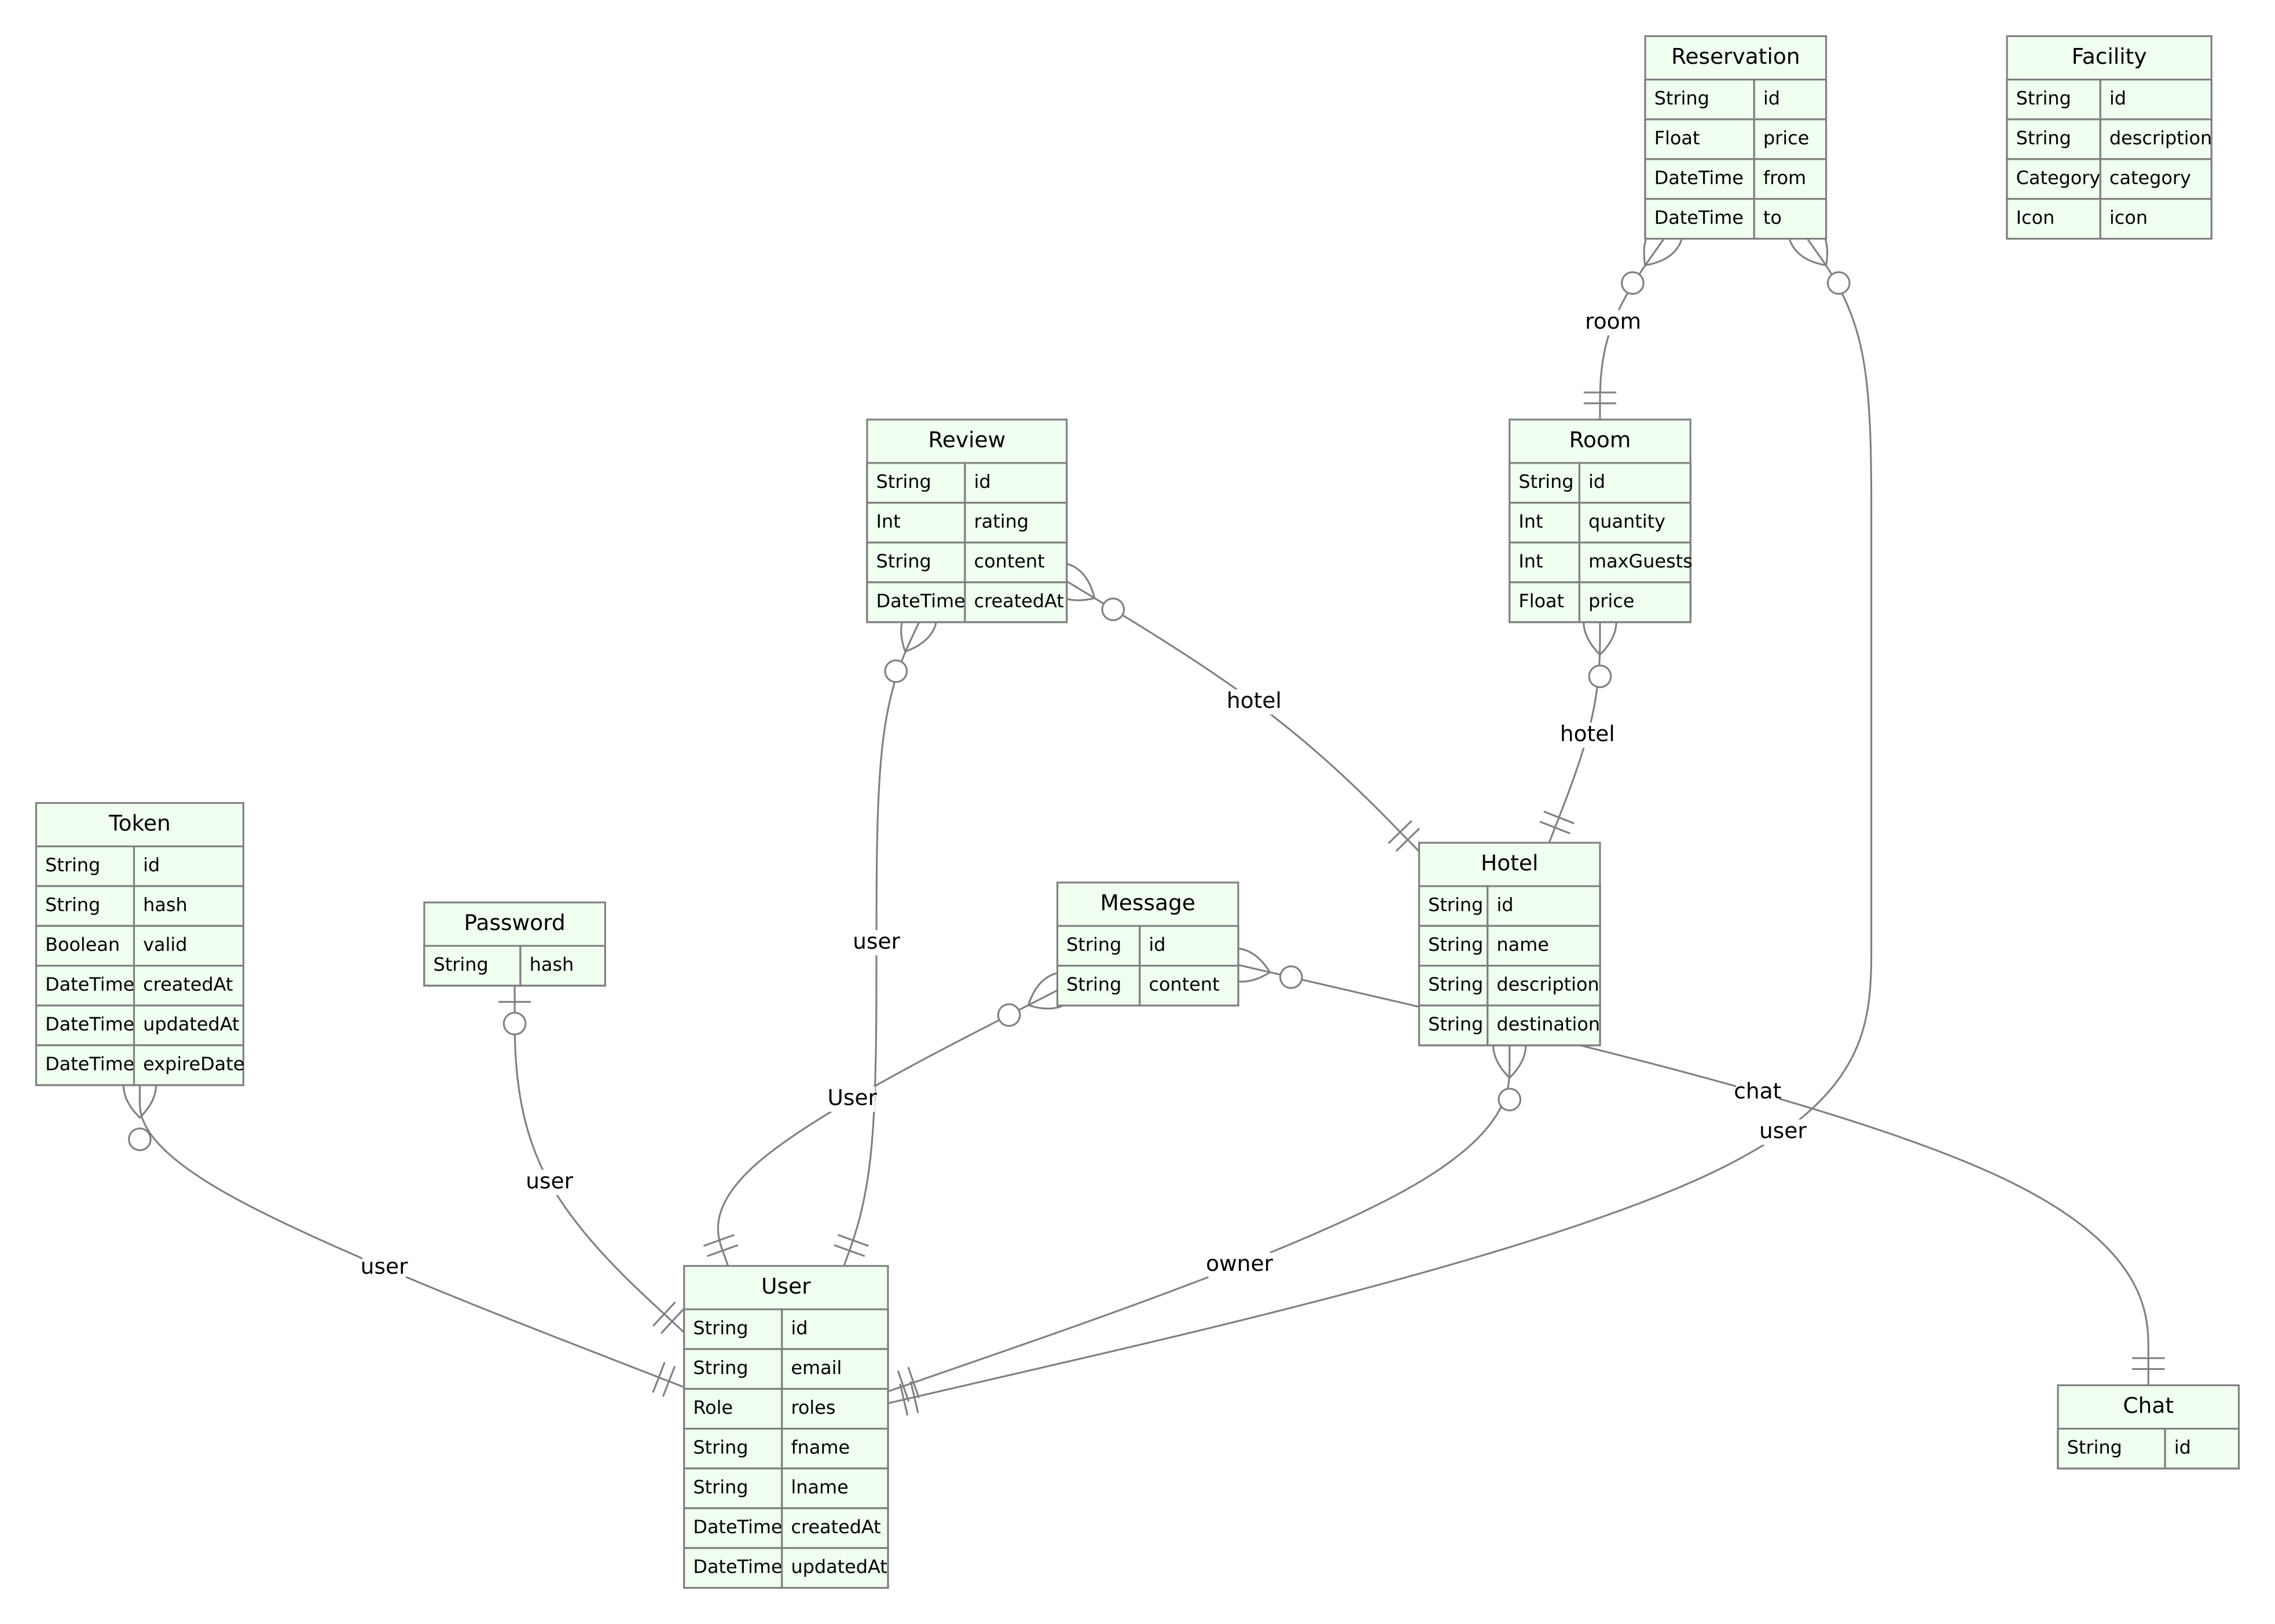 Reservation
String id
Float price
DateTime from
DateTime to
Facility
String id
String description
Category category
Icon icon
room
Review
String id
Int rating
String content
DateTime createdAt
Room
String id
Int quantity
Int maxGuests
Float price
hotel
hotel
Token
String id
String hash
Boolean valid
DateTime createdAt
DateTime updatedAt
DateTime expireDate
Password
String hash
user
Message
String id
String content
Hotel
String id
String name
String description
String destination
User
chat
user
user
user
owner
User
String id
String email
Role roles
String fname
String lname
DateTime createdAt
DateTime updatedAt
Chat
String id